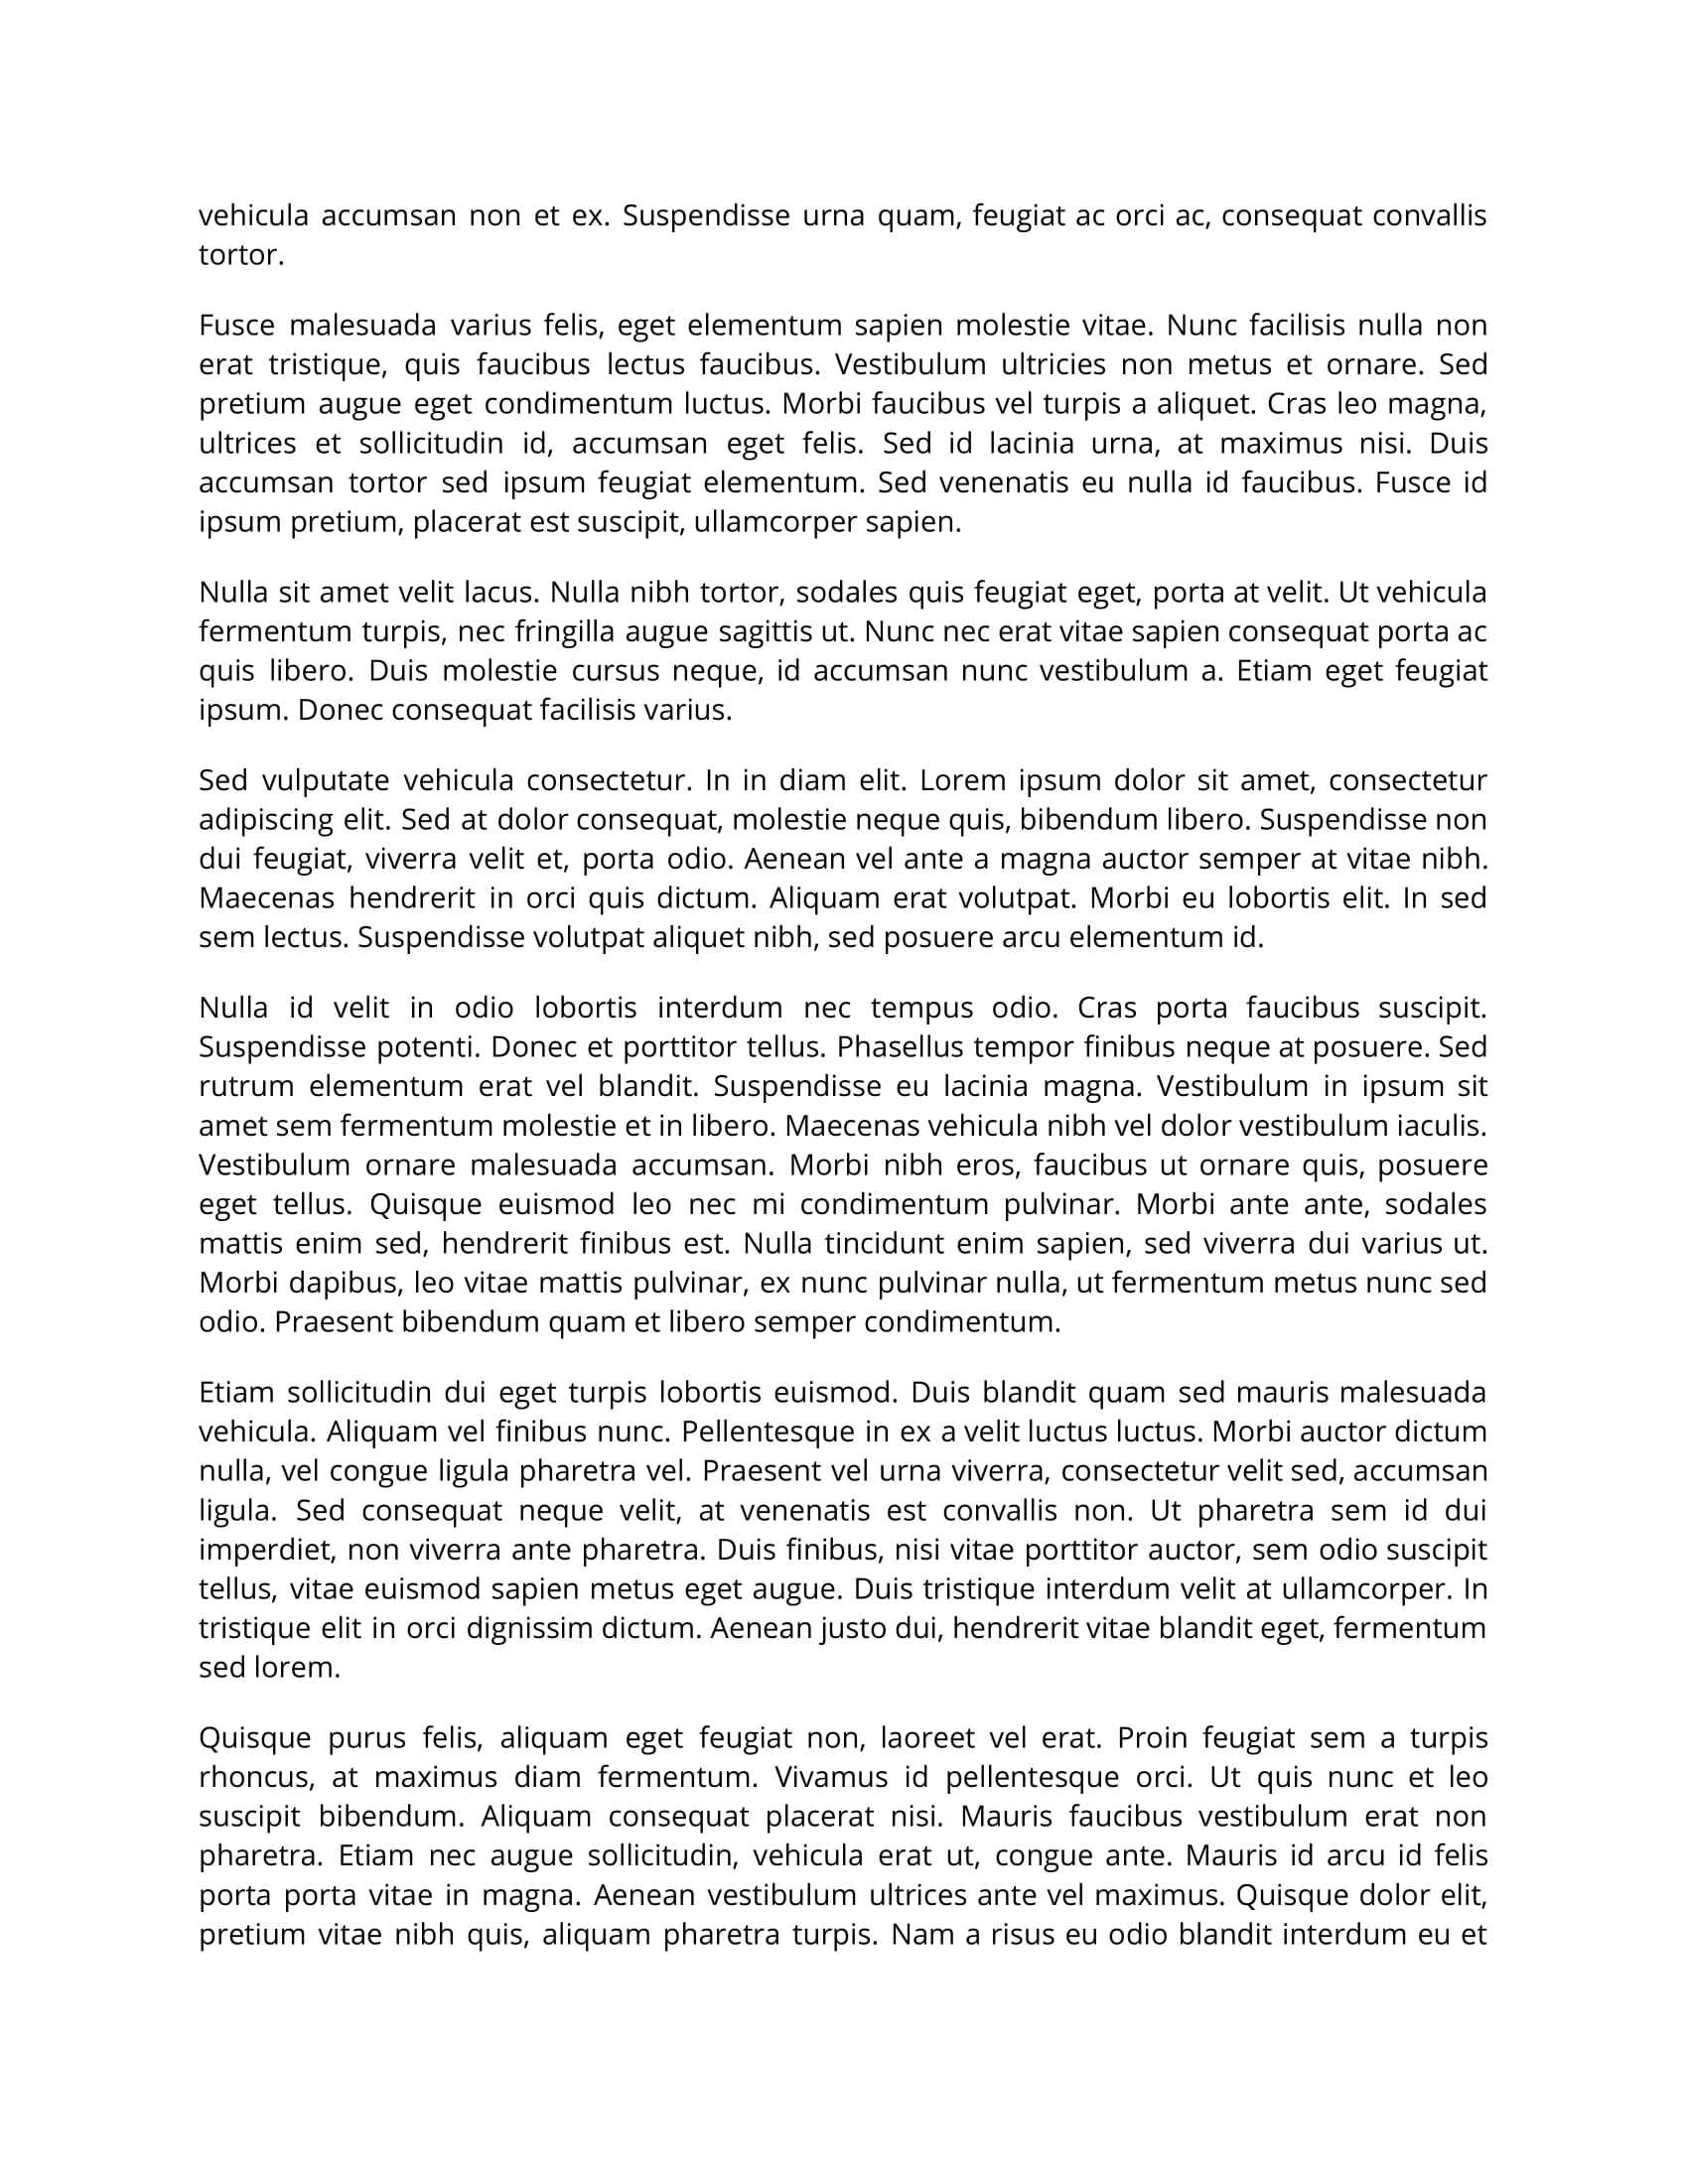 vehicula accumsan non et ex. Suspendisse urna quam, feugiat ac orci ac, consequat convallis
tortor.
Fusce malesuada varius felis, eget elementum sapien molestie vitae. Nunc facilisis nulla non
erat tristique, quis faucibus lectus faucibus. Vestibulum ultricies non metus et ornare. Sed
pretium augue eget condimentum luctus. Morbi faucibus vel turpis a aliquet. Cras leo magna,
ultrices et sollicitudin id, accumsan eget felis. Sed id lacinia urna, at maximus nisi. Duis
accumsan tortor sed ipsum feugiat elementum. Sed venenatis eu nulla id faucibus. Fusce id
ipsum pretium, placerat est suscipit, ullamcorper sapien.
Nulla sit amet velit lacus. Nulla nibh tortor, sodales quis feugiat eget, porta at velit. Ut vehicula
fermentum turpis, nec fringilla augue sagittis ut. Nunc nec erat vitae sapien consequat porta ac
quis libero. Duis molestie cursus neque, id accumsan nunc vestibulum a. Etiam eget feugiat
ipsum. Donec consequat facilisis varius.
Sed vulputate vehicula consectetur. In in diam elit. Lorem ipsum dolor sit amet, consectetur
adipiscing elit. Sed at dolor consequat, molestie neque quis, bibendum libero. Suspendisse non
dui feugiat, viverra velit et, porta odio. Aenean vel ante a magna auctor semper at vitae nibh.
Maecenas hendrerit in orci quis dictum. Aliquam erat volutpat. Morbi eu lobortis elit. In sed
sem lectus. Suspendisse volutpat aliquet nibh, sed posuere arcu elementum id.
Nulla id velit in odio lobortis interdum nec tempus odio. Cras porta faucibus suscipit.
Suspendisse potenti. Donec et porttitor tellus. Phasellus tempor finibus neque at posuere. Sed
rutrum elementum erat vel blandit. Suspendisse eu lacinia magna. Vestibulum in ipsum sit
amet sem fermentum molestie et in libero. Maecenas vehicula nibh vel dolor vestibulum iaculis.
Vestibulum ornare malesuada accumsan. Morbi nibh eros, faucibus ut ornare quis, posuere
eget tellus. Quisque euismod leo nec mi condimentum pulvinar. Morbi ante ante, sodales
mattis enim sed, hendrerit finibus est. Nulla tincidunt enim sapien, sed viverra dui varius ut.
Morbi dapibus, leo vitae mattis pulvinar, ex nunc pulvinar nulla, ut fermentum metus nunc sed
odio. Praesent bibendum quam et libero semper condimentum.
Etiam sollicitudin dui eget turpis lobortis euismod. Duis blandit quam sed mauris malesuada
vehicula. Aliquam vel finibus nunc. Pellentesque in ex a velit luctus luctus. Morbi auctor dictum
nulla, vel congue ligula pharetra vel. Praesent vel urna viverra, consectetur velit sed, accumsan
ligula. Sed consequat neque velit, at venenatis est convallis non. Ut pharetra sem id dui
imperdiet, non viverra ante pharetra. Duis finibus, nisi vitae porttitor auctor, sem odio suscipit
tellus, vitae euismod sapien metus eget augue. Duis tristique interdum velit at ullamcorper. In
tristique elit in orci dignissim dictum. Aenean justo dui, hendrerit vitae blandit eget, fermentum
sed lorem.
Quisque purus felis, aliquam eget feugiat non, laoreet vel erat. Proin feugiat sem a turpis
rhoncus, at maximus diam fermentum. Vivamus id pellentesque orci. Ut quis nunc et leo
suscipit bibendum. Aliquam consequat placerat nisi. Mauris faucibus vestibulum erat non
pharetra. Etiam nec augue sollicitudin, vehicula erat ut, congue ante. Mauris id arcu id felis
porta porta vitae in magna. Aenean vestibulum ultrices ante vel maximus. Quisque dolor elit,
pretium vitae nibh quis, aliquam pharetra turpis. Nam a risus eu odio blandit interdum eu et